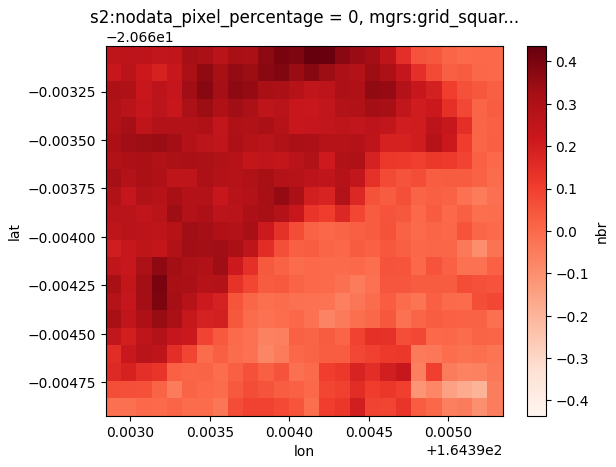 s2:nodata_pixel_percentage = 0, mgrs:grid_squar...
−2.066e1
−0.00325
−0.00350
−0.00375
−0.00400
−0.00425
−0.00450
−0.00475
lat
0.0030 0.0035 0.0040 0.0045 0.0050
lon
+1.6439e2
0.4
0.3
0.2
0.1
0.0
−0.1
−0.2
−0.3
−0.4
nbr